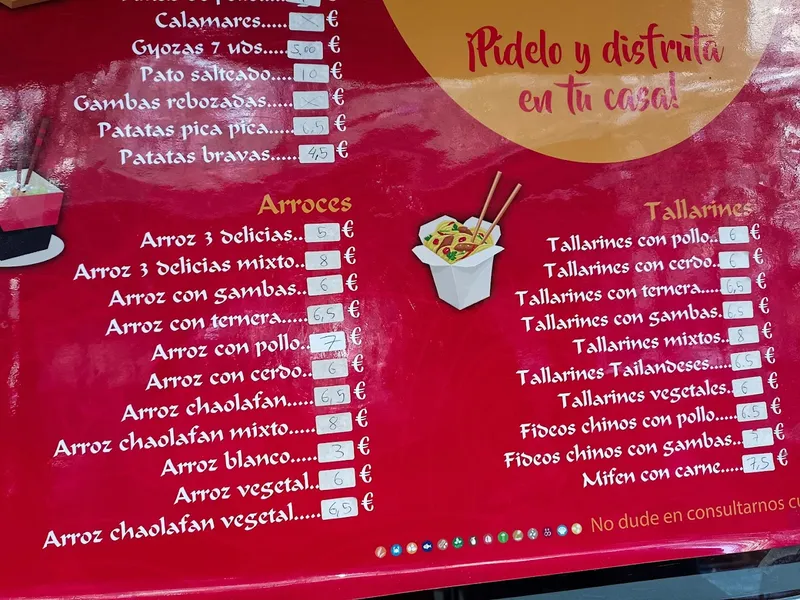 Calamares..... X €
Gyozas 7 uds..... 5,00 €
Pato salteado.... 10 €
Gambas rebozadas..... X €
Patatas pica pica..... 6,5 €
Patatas bravas...... 4,5 €
¡Pídelo y disfruta
en tu casa!
Arroces
Arroz 3 delicias.. 5 €
Arroz 3 delicias mixto.. 8 €
Arroz con gambas.. 6 €
Arroz con ternera..... 6,5 €
Arroz con pollo.. 7 €
Arroz con cerdo.. 6 €
Arroz chaolafan..... 6,5 €
Arroz chaolafan mixto..... 8 €
Arroz blanco..... 3 €
Arroz vegetal.. 6 €
Arroz chaolafan vegetal..... 6,5 €
Tallarines
Tallarines con pollo.. 6 €
Tallarines con cerdo.. 6 €
Tallarines con ternera..... 6,5 €
Tallarines con gambas. 6.5 €
Tallarines mixtos.. 8 €
Tallarines Tailandeses.... 6.5 €
Tallarines vegetales.. 6 €
Fideos chinos con pollo..... 6.5 €
Fideos chinos con gambas.. 7 €
Mifen con carne..... 7,5 €
No dude en consultarnos cu